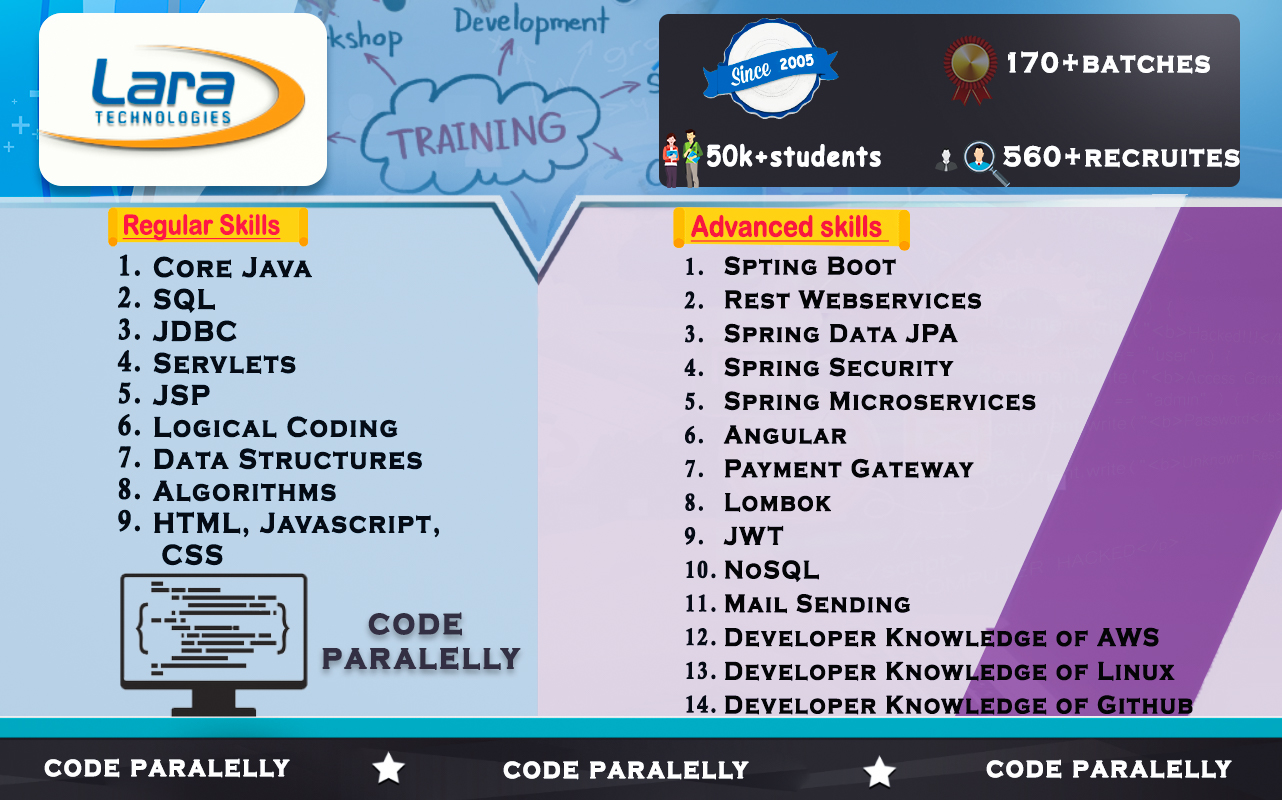 Lara
TECHNOLOGIES
kshop
Development
TRAINING
Since 2005
170+BATCHES
50k+students
560+RECRUITES
Regular Skills
1. CORE JAVA
2. SQL
3. JDBC
4. SERVLETS
5. JSP
6. LOGICAL CODING
7. DATA STRUCTURES
8. ALGORITHMS
9. HTML, JAVASCRIPT,
CSS
CODE
PARALELLY
Advanced skills
1. SPTING BOOT
2. REST WEBSERVICES
3. SPRING DATA JPA
4. SPRING SECURITY
5. SPRING MICROSERVICES
6. ANGULAR
7. PAYMENT GATEWAY
8. LOMBOK
9. JWT
10. NOSQL
11. MAIL SENDING
12. DEVELOPER KNOWLEDGE OF AWS
13. DEVELOPER KNOWLEDGE OF LINUX
14. DEVELOPER KNOWLEDGE OF GITHUB
CODE PARALELLY
CODE PARALELLY
CODE PARALELLY